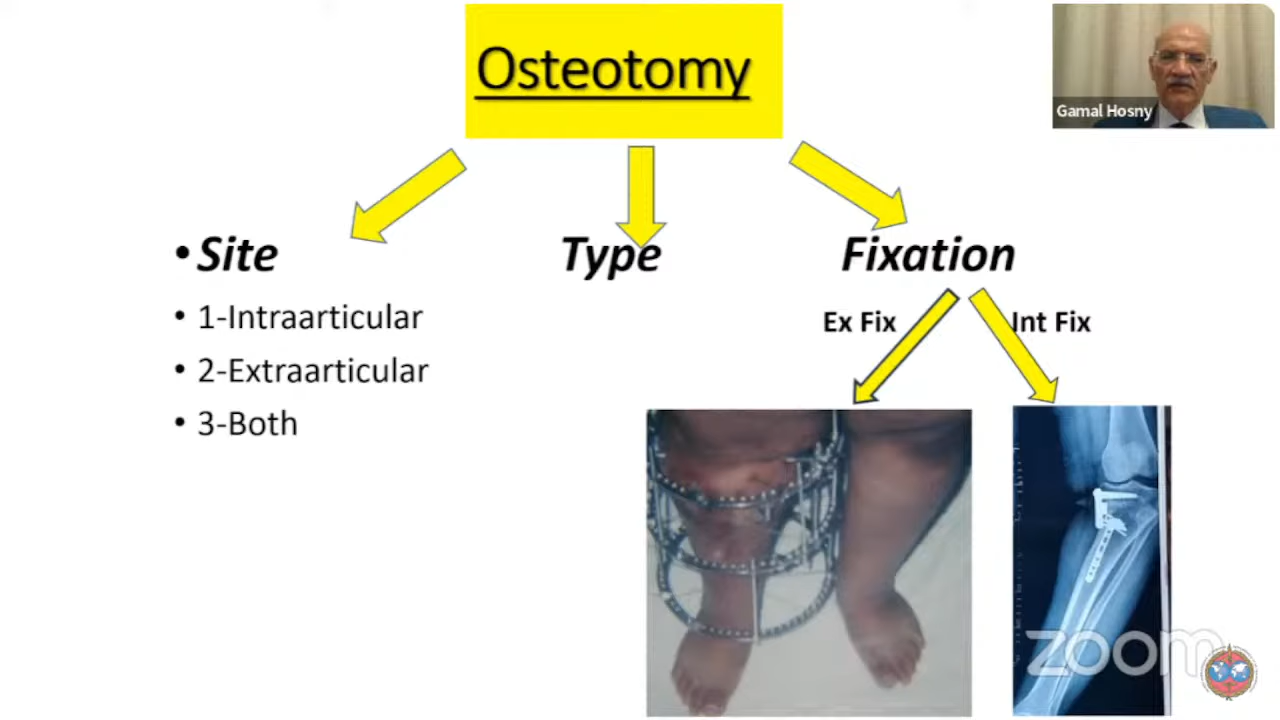 Osteotomy
Gamal Hosny
• Site
Type
Fixation
• 1-Intraarticular
• 2-Extraarticular
• 3-Both
Ex Fix
Int Fix
zoom